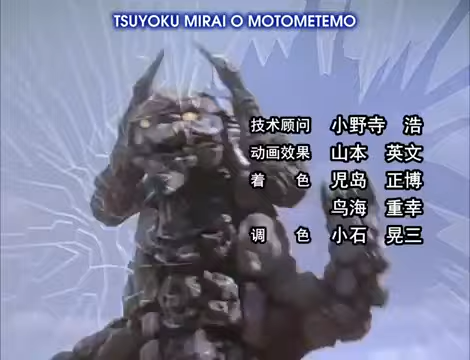 TSUYOKU MIRAI O MOTOMETEMO
技术顾问 小野寺 浩
动画效果 山本 英文
着 色 児岛 正博
鸟海 重幸
调 色 小石 晃三